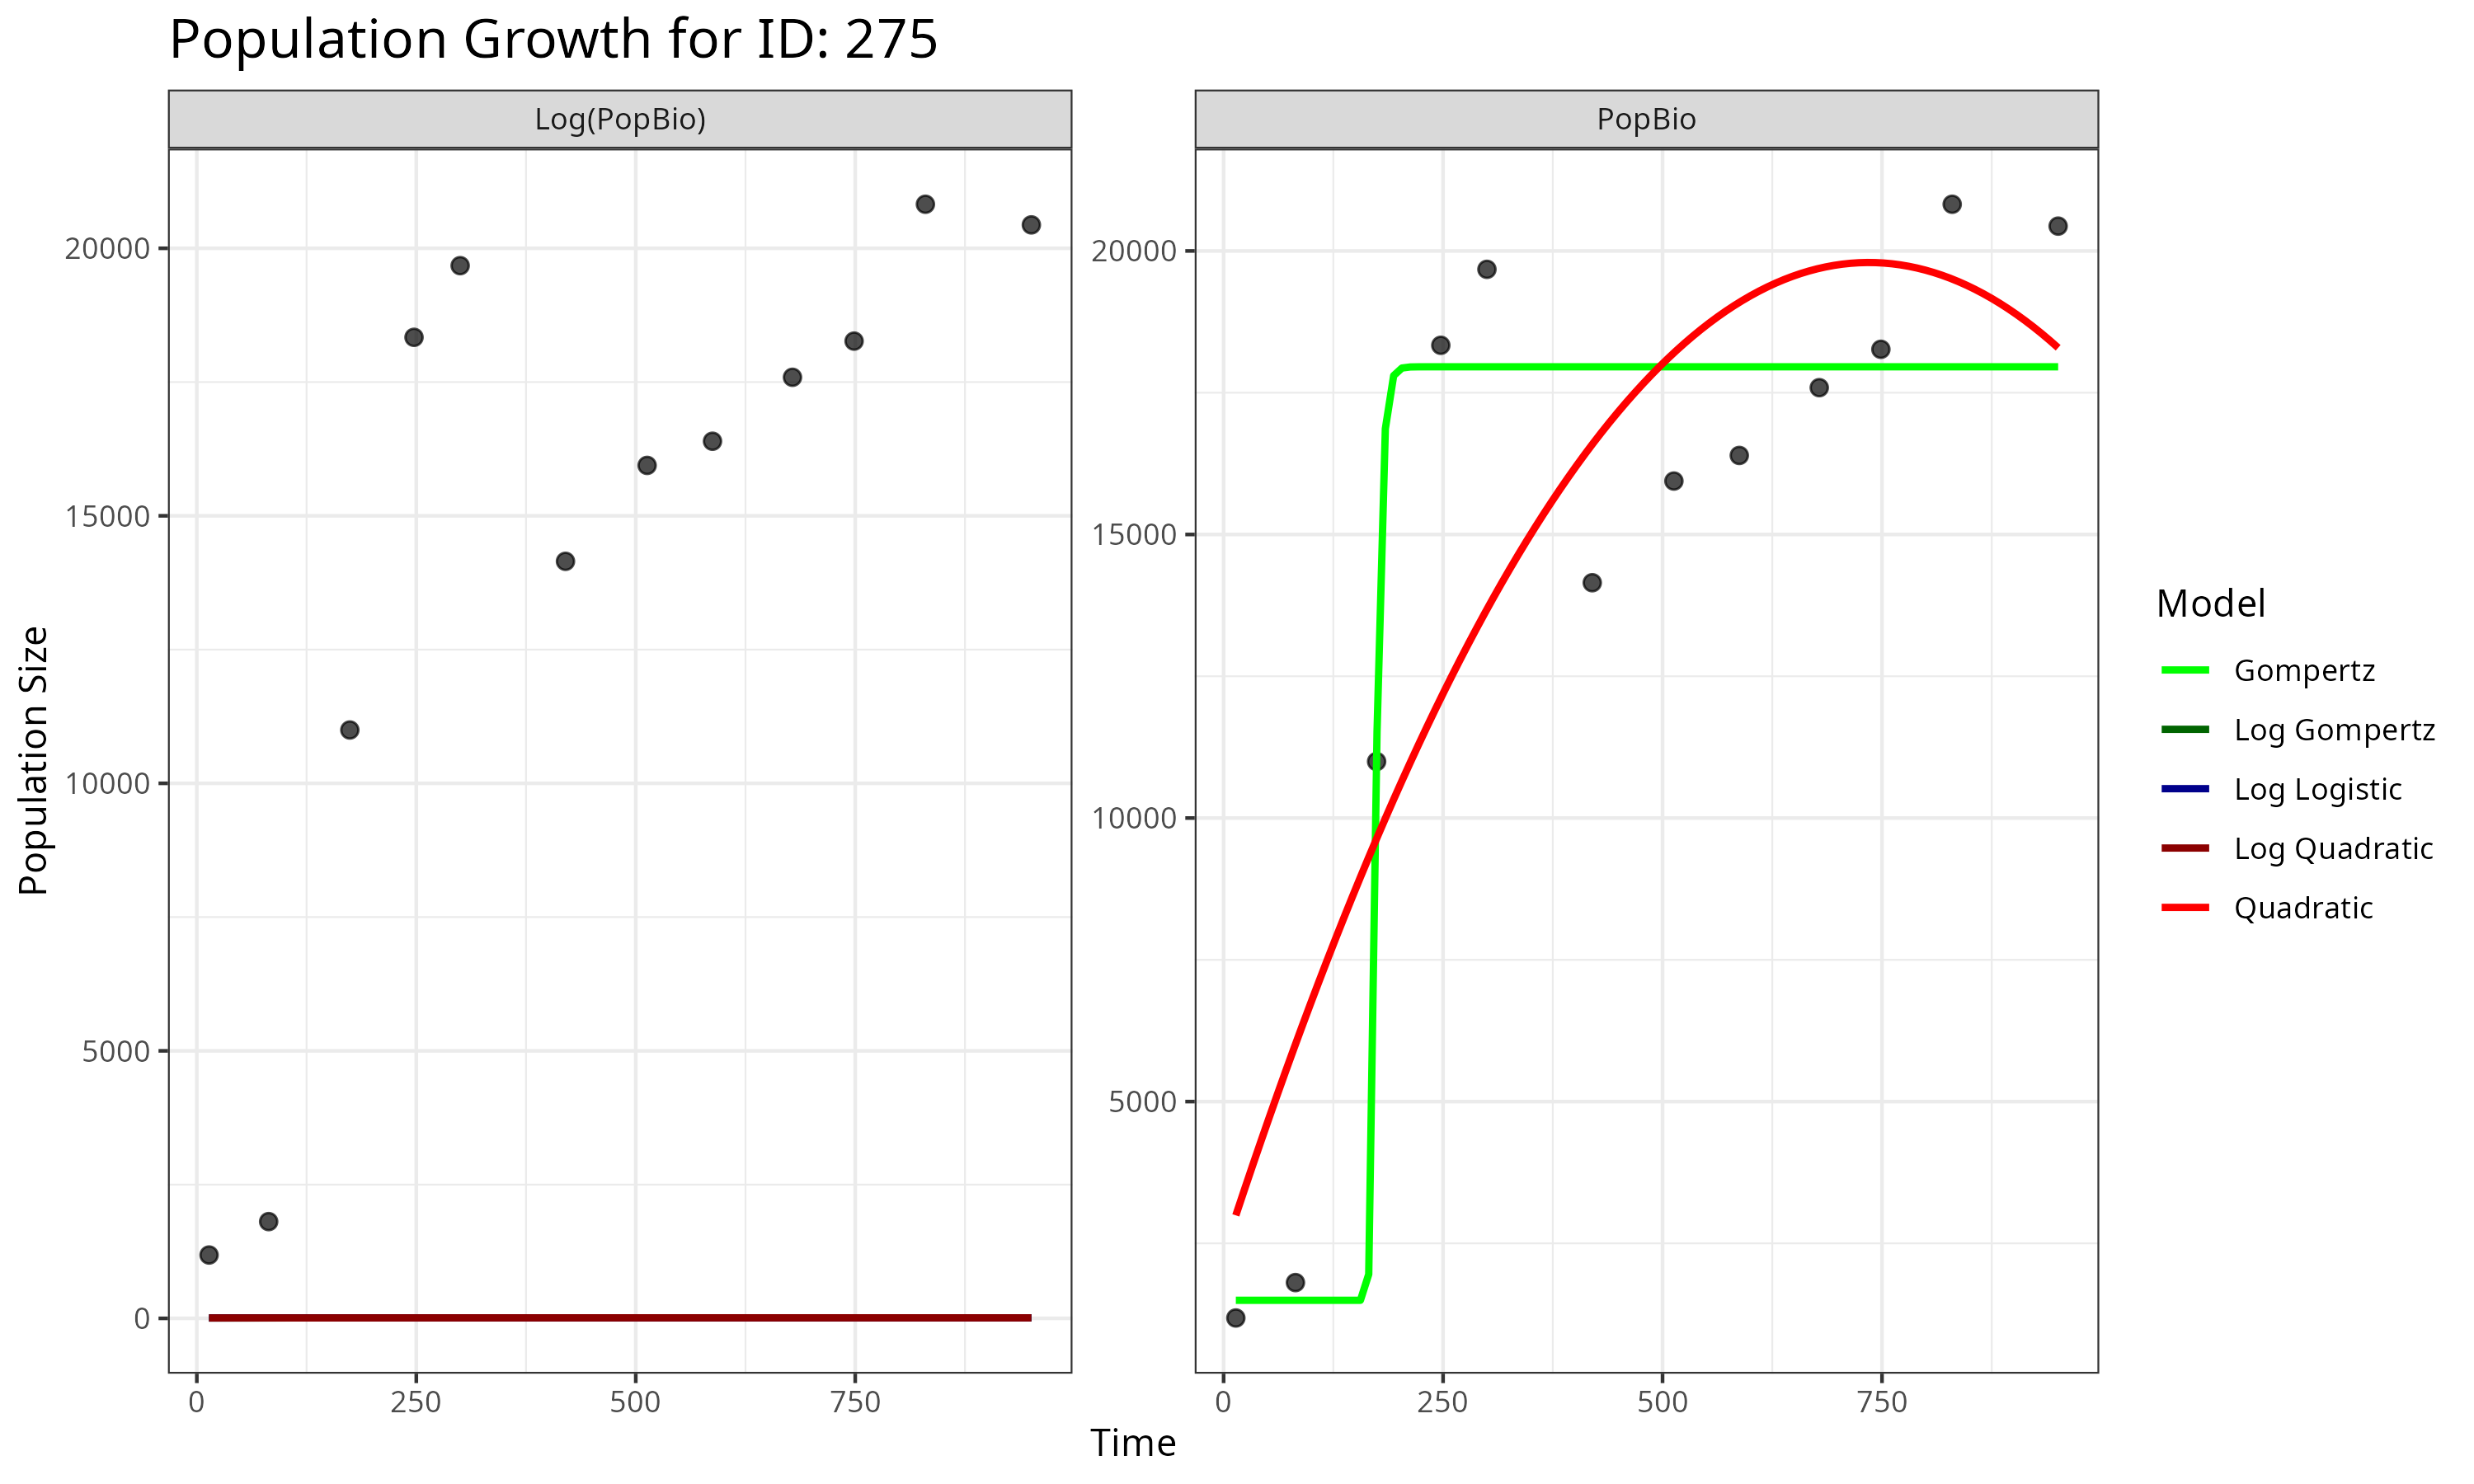 Population Growth for ID: 275
Log(PopBio)
PopBio
Population Size
20000
15000
10000
5000
0
0 250 500 750
20000
15000
10000
5000
0 250 500 750
Time
Model
Gompertz
Log Gompertz
Log Logistic
Log Quadratic
Quadratic